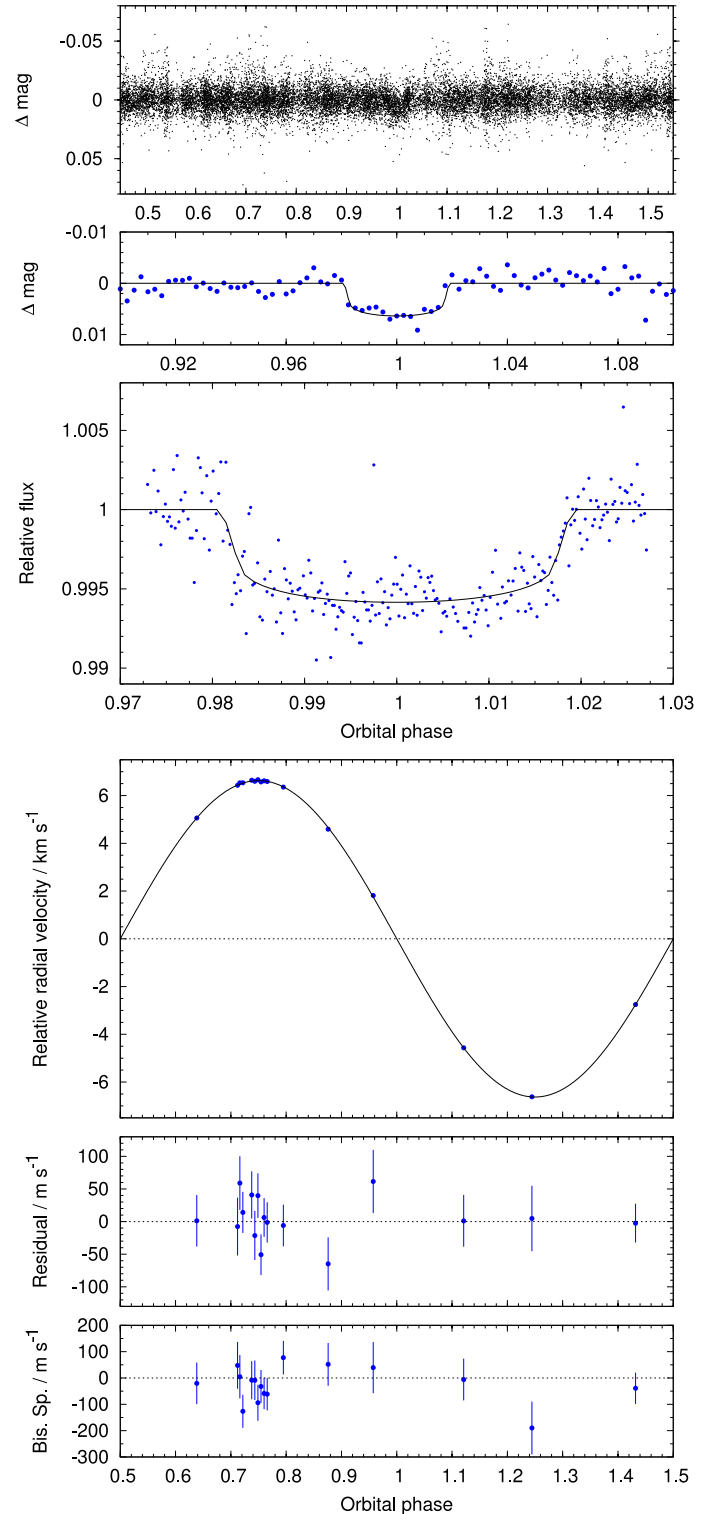 -0.05
0
0.05
Δ mag
0.5 0.6 0.7 0.8 0.9 1 1.1 1.2 1.3 1.4 1.5
-0.01
0
0.01
Δ mag
0.92 0.96 1 1.04 1.08
1.005
1
0.995
0.99
Relative flux
0.97 0.98 0.99 1 1.01 1.02 1.03
Orbital phase
6
4
2
0
-2
-4
-6
Relative radial velocity / km s⁻¹
100
50
0
-50
-100
Residual / m s⁻¹
200
100
0
-100
-200
-300
Bis. Sp. / m s⁻¹
0.5 0.6 0.7 0.8 0.9 1 1.1 1.2 1.3 1.4 1.5
Orbital phase